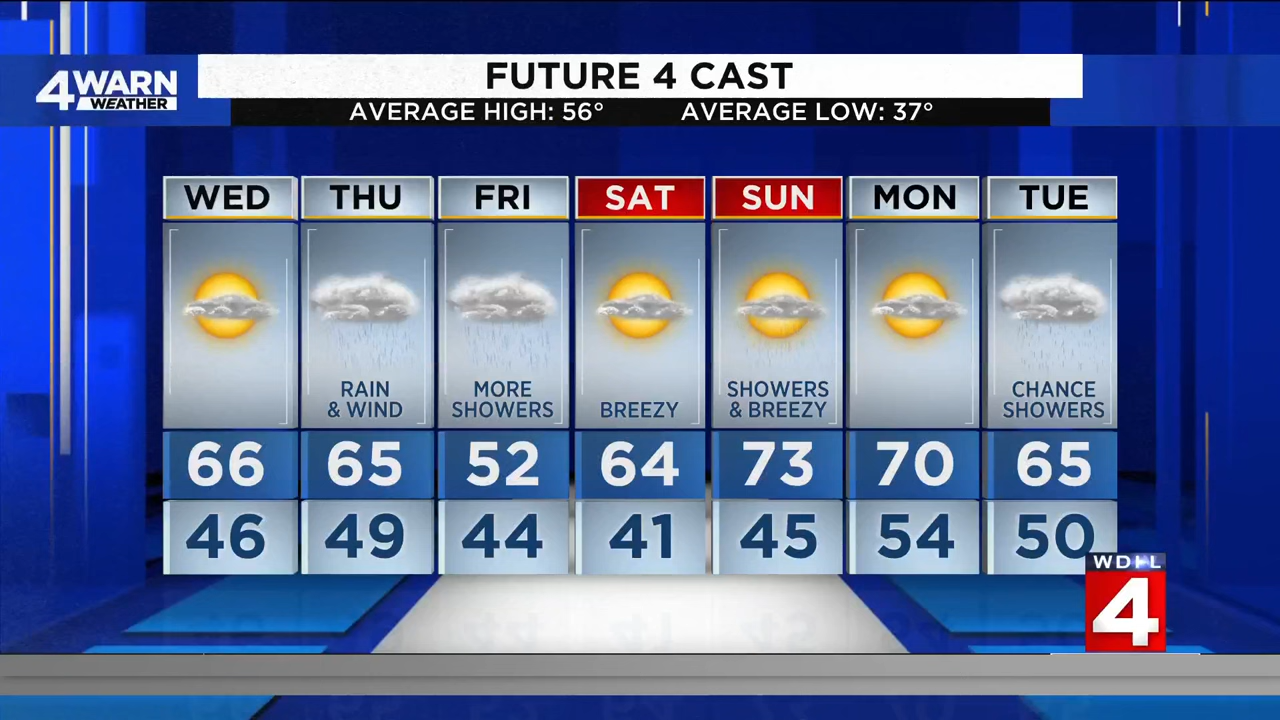 4WARN
WEATHER
FUTURE 4 CAST
AVERAGE HIGH: 56° AVERAGE LOW: 37°
WED THU FRI SAT SUN MON TUE
RAIN & WIND
MORE SHOWERS
BREEZY
SHOWERS & BREEZY
CHANCE SHOWERS
66 65 52 64 73 70 65
46 49 44 41 45 54 50
WDIL
4